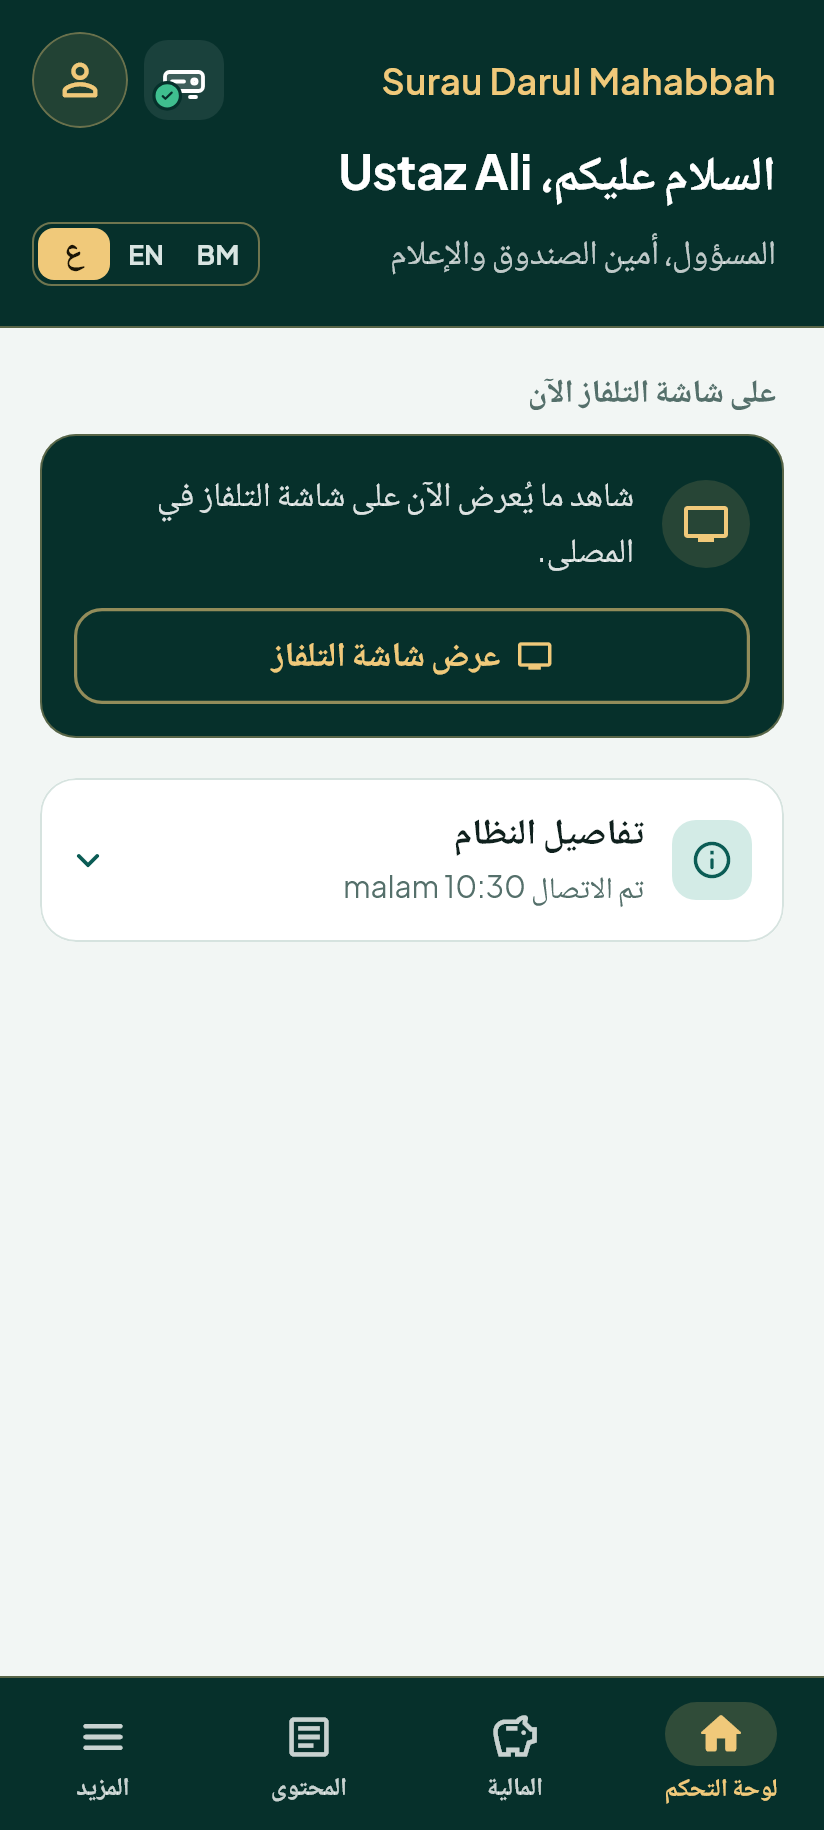 Surau Darul Mahabbah
السلام عليكم، Ustaz Ali
المسؤول، أمين الصندوق والإعلام
BM EN ع
على شاشة التلفاز الآن
شاهد ما يُعرض الآن على شاشة التلفاز في
المصلى.
عرض شاشة التلفاز
تفاصيل النظام
تم الاتصال 10:30 malam
لوحة التحكم
المالية
المحتوى
المزيد